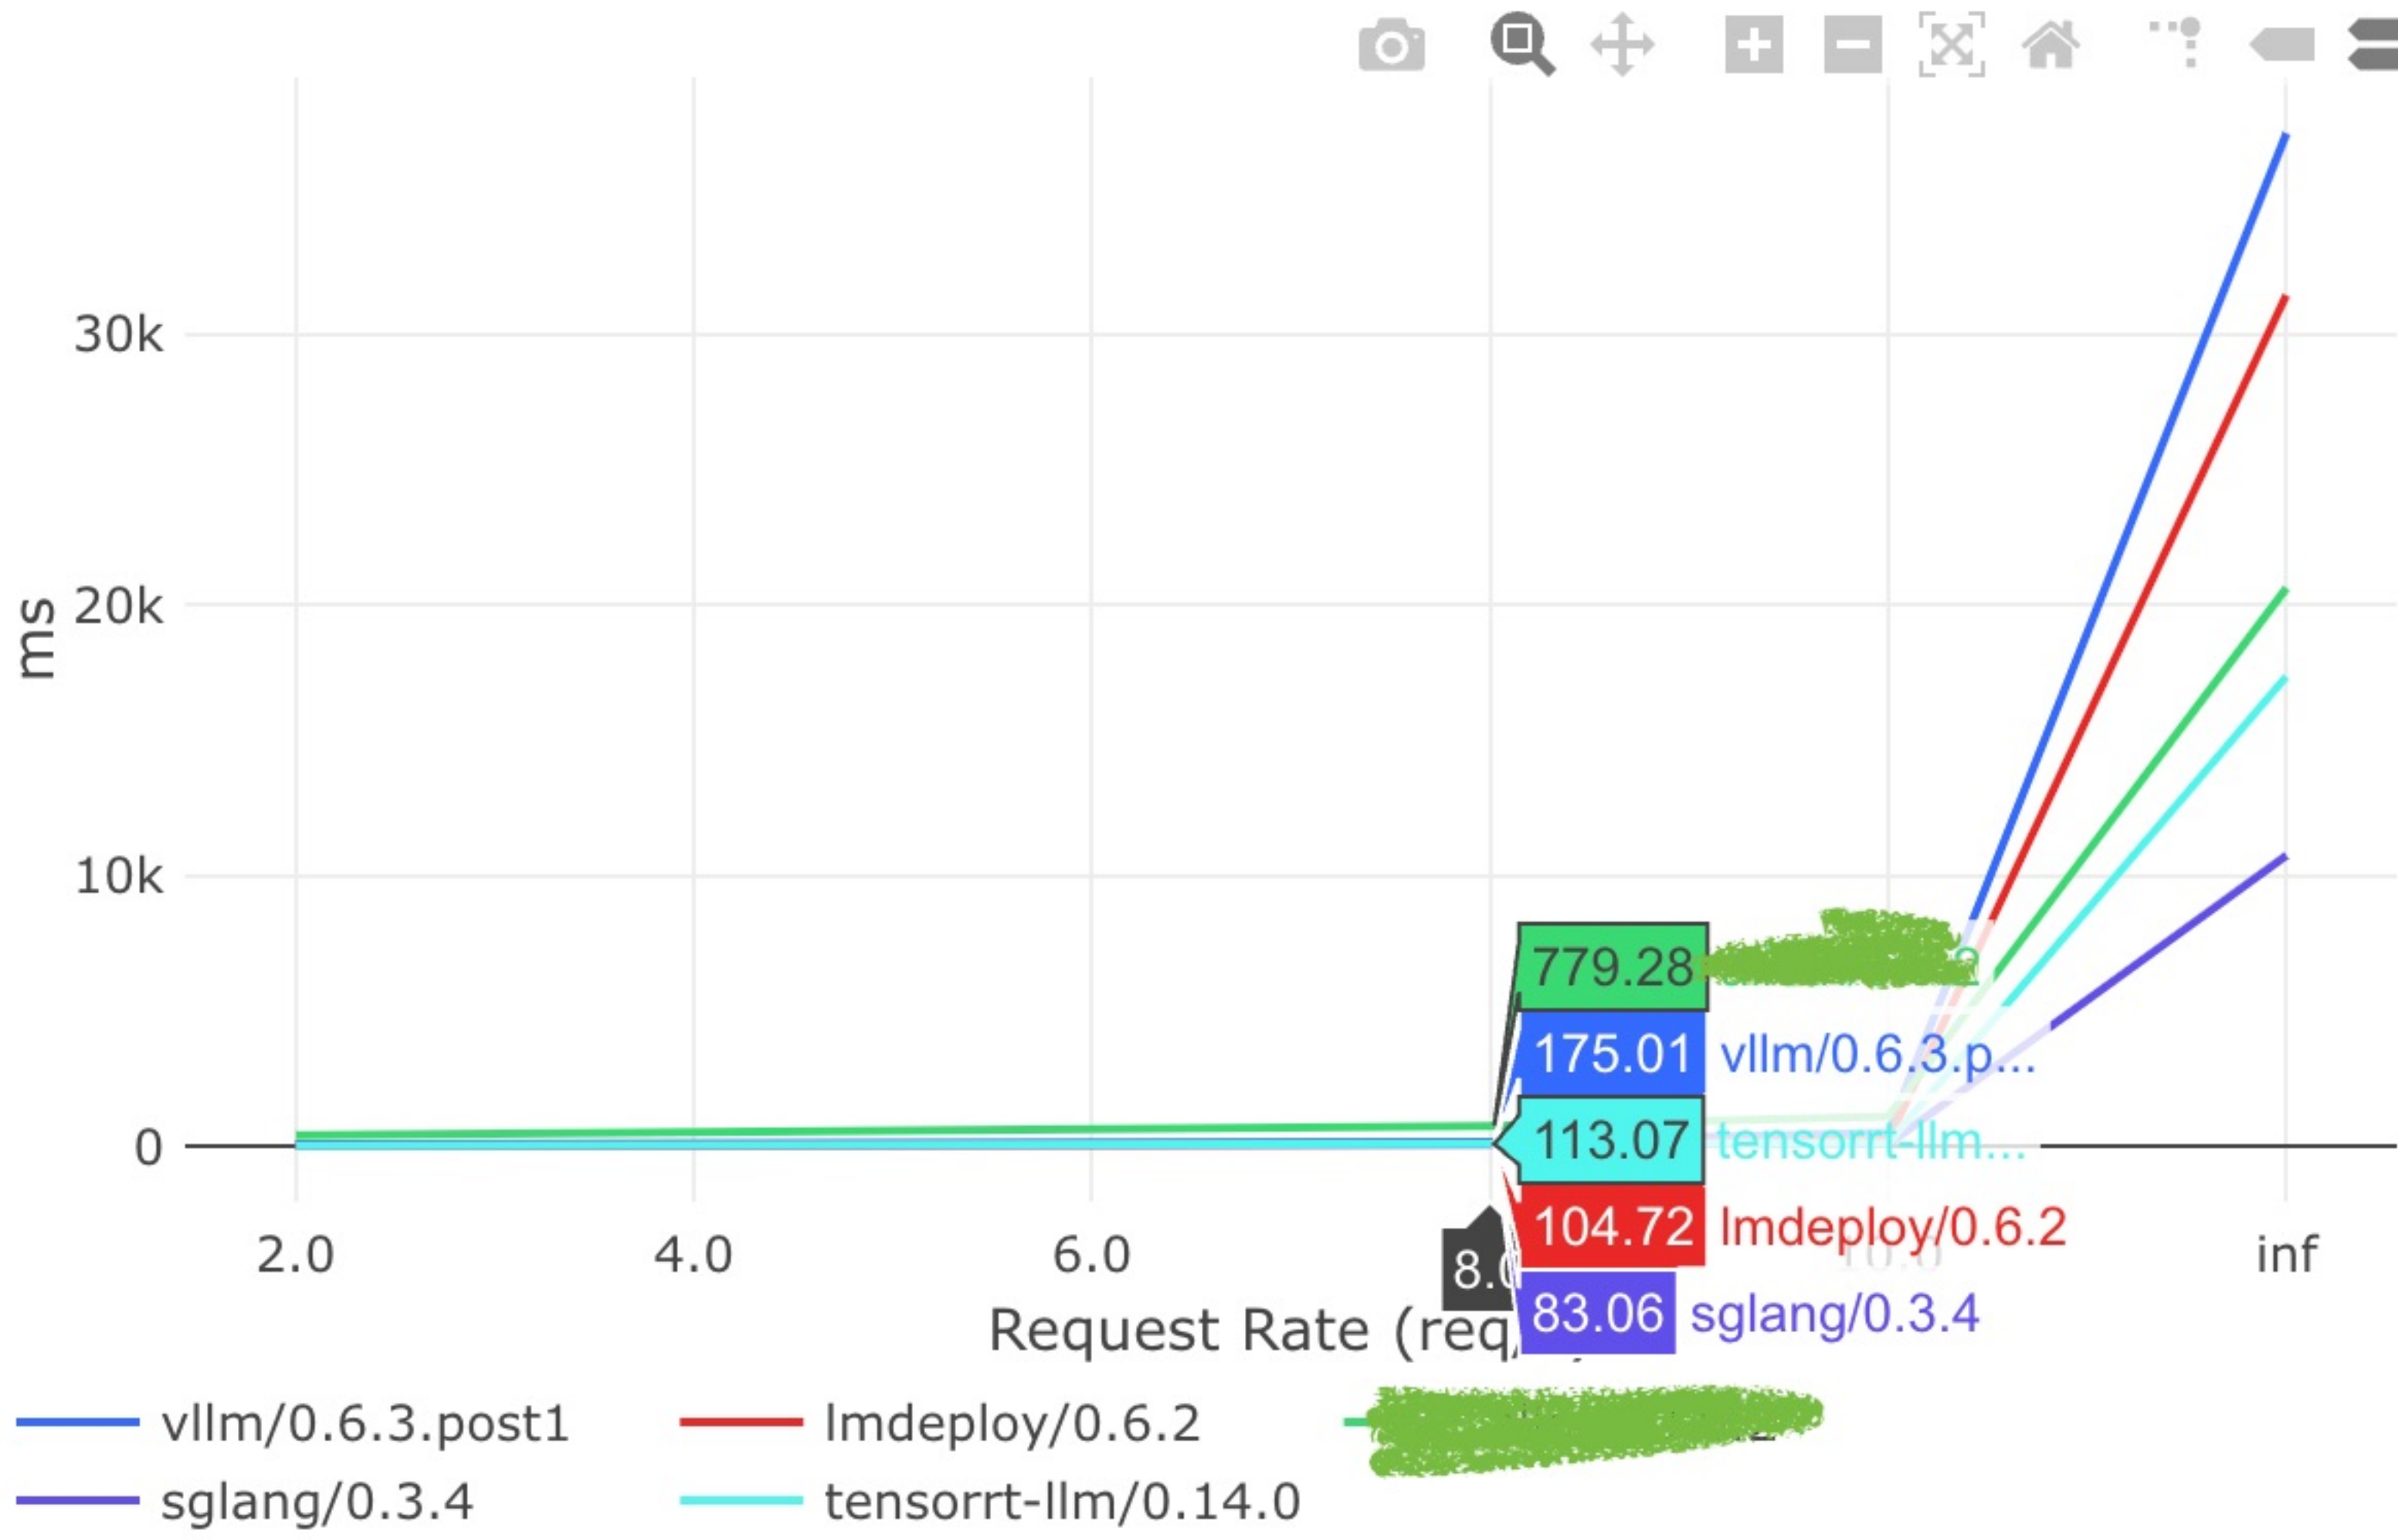 30k
20k
10k
0
ms
779.28
175.01 vllm/0.6.3.p...
113.07 tensorrt-llm...
104.72 lmdeploy/0.6.2
83.06 sglang/0.3.4
2.0 4.0 6.0 10.0 inf
Request Rate
vllm/0.6.3.post1 lmdeploy/0.6.2
sglang/0.3.4 tensorrt-llm/0.14.0